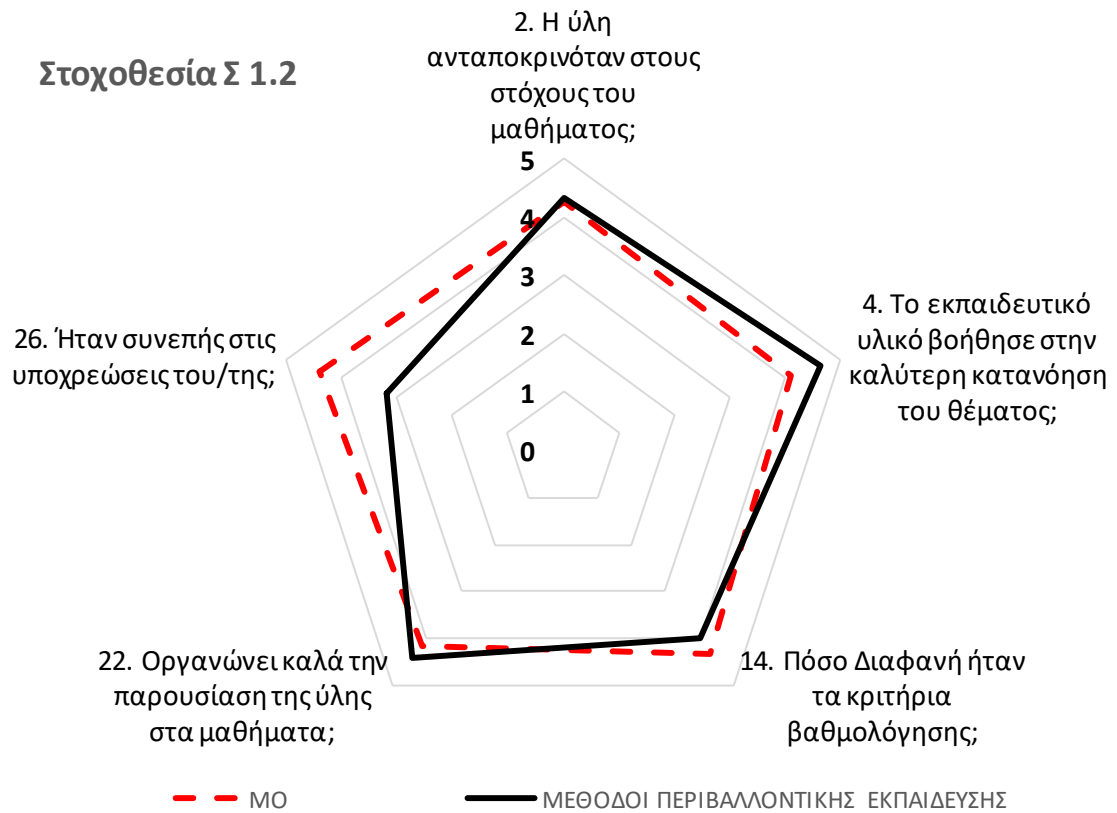 Στοχοθεσία Σ 1.2
2. Η ύλη
ανταποκρινόταν στους
στόχους του
μαθήματος;
5
4
3
2
1
0
4. Το εκπαιδευτικό
υλικό βοήθησε στην
καλύτερη κατανόηση
του θέματος;
26. Ήταν συνεπής στις
υποχρεώσεις του/της;
14. Πόσο Διαφανή ήταν
τα κριτήρια
βαθμολόγησης;
22. Οργανώνει καλά την
παρουσίαση της ύλης
στα μαθήματα;
ΜΟ
ΜΕΘΟΔΟΙ ΠΕΡΙΒΑΛΛΟΝΤΙΚΗΣ ΕΚΠΑΙΔΕΥΣΗΣ